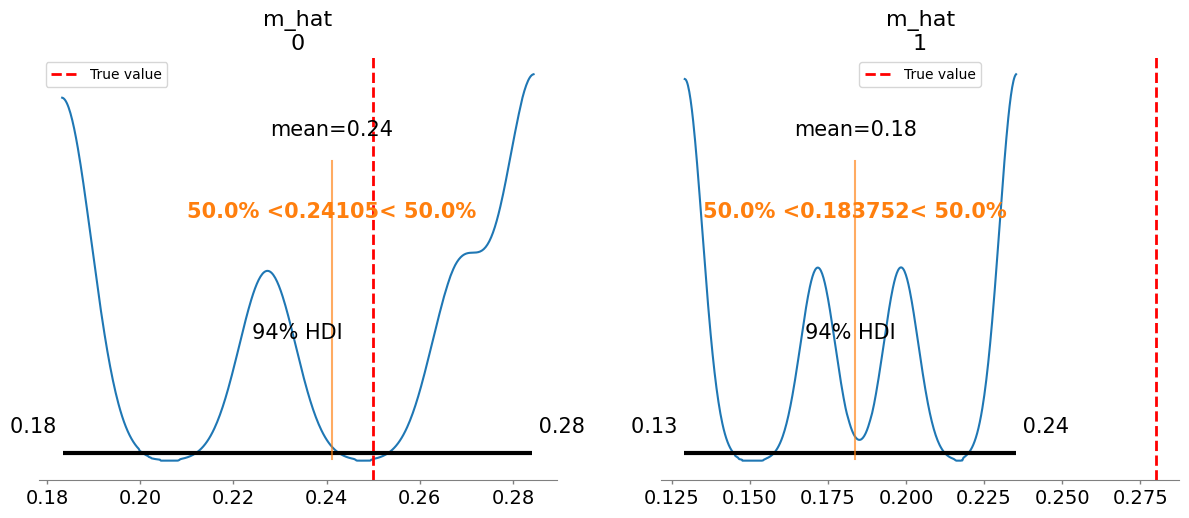 m_hat
0
True value
mean=0.24
50.0% <0.24105< 50.0%
94% HDI
0.18
0.28
0.18 0.20 0.22 0.24 0.26 0.28
m_hat
1
True value
mean=0.18
50.0% <0.183752< 50.0%
94% HDI
0.13
0.24
0.125 0.150 0.175 0.200 0.225 0.250 0.275